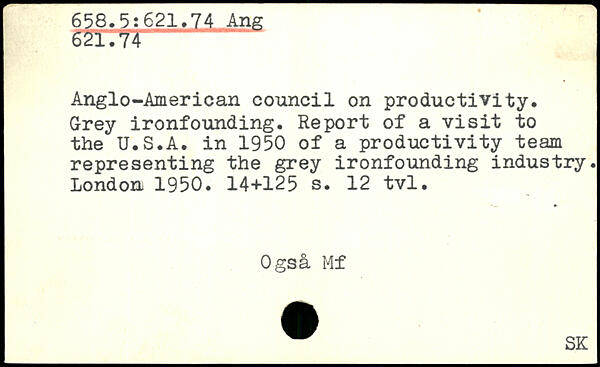 658.5:621.74 Ang
621.74
Anglo-American council on productivity.
Grey ironfounding. Report of a visit to
the U.S.A. in 1950 of a productivity team
representing the grey ironfounding industry.
London 1950. 14+125 s. 12 tvl.
Også Mf
SK